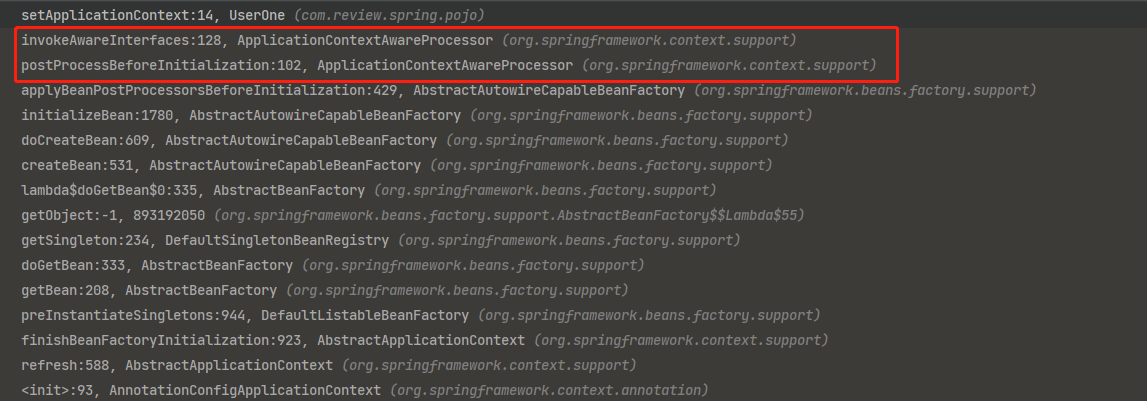 setApplicationContext:14, UserOne (com.review.spring.pojo)
invokeAwareInterfaces:128, ApplicationContextAwareProcessor (org.springframework.context.support)
postProcessBeforeInitialization:102, ApplicationContextAwareProcessor (org.springframework.context.support)
applyBeanPostProcessorsBeforeInitialization:429, AbstractAutowireCapableBeanFactory (org.springframework.beans.factory.support)
initializeBean:1780, AbstractAutowireCapableBeanFactory (org.springframework.beans.factory.support)
doCreateBean:609, AbstractAutowireCapableBeanFactory (org.springframework.beans.factory.support)
createBean:531, AbstractAutowireCapableBeanFactory (org.springframework.beans.factory.support)
lambda$doGetBean$0:335, AbstractBeanFactory (org.springframework.beans.factory.support)
getObject:-1, 893192050 (org.springframework.beans.factory.support.AbstractBeanFactory$$Lambda$55)
getSingleton:234, DefaultSingletonBeanRegistry (org.springframework.beans.factory.support)
doGetBean:333, AbstractBeanFactory (org.springframework.beans.factory.support)
getBean:208, AbstractBeanFactory (org.springframework.beans.factory.support)
preInstantiateSingletons:944, DefaultListableBeanFactory (org.springframework.beans.factory.support)
finishBeanFactoryInitialization:923, AbstractApplicationContext (org.springframework.context.support)
refresh:588, AbstractApplicationContext (org.springframework.context.support)
<init>:93, AnnotationConfigApplicationContext (org.springframework.context.annotation)